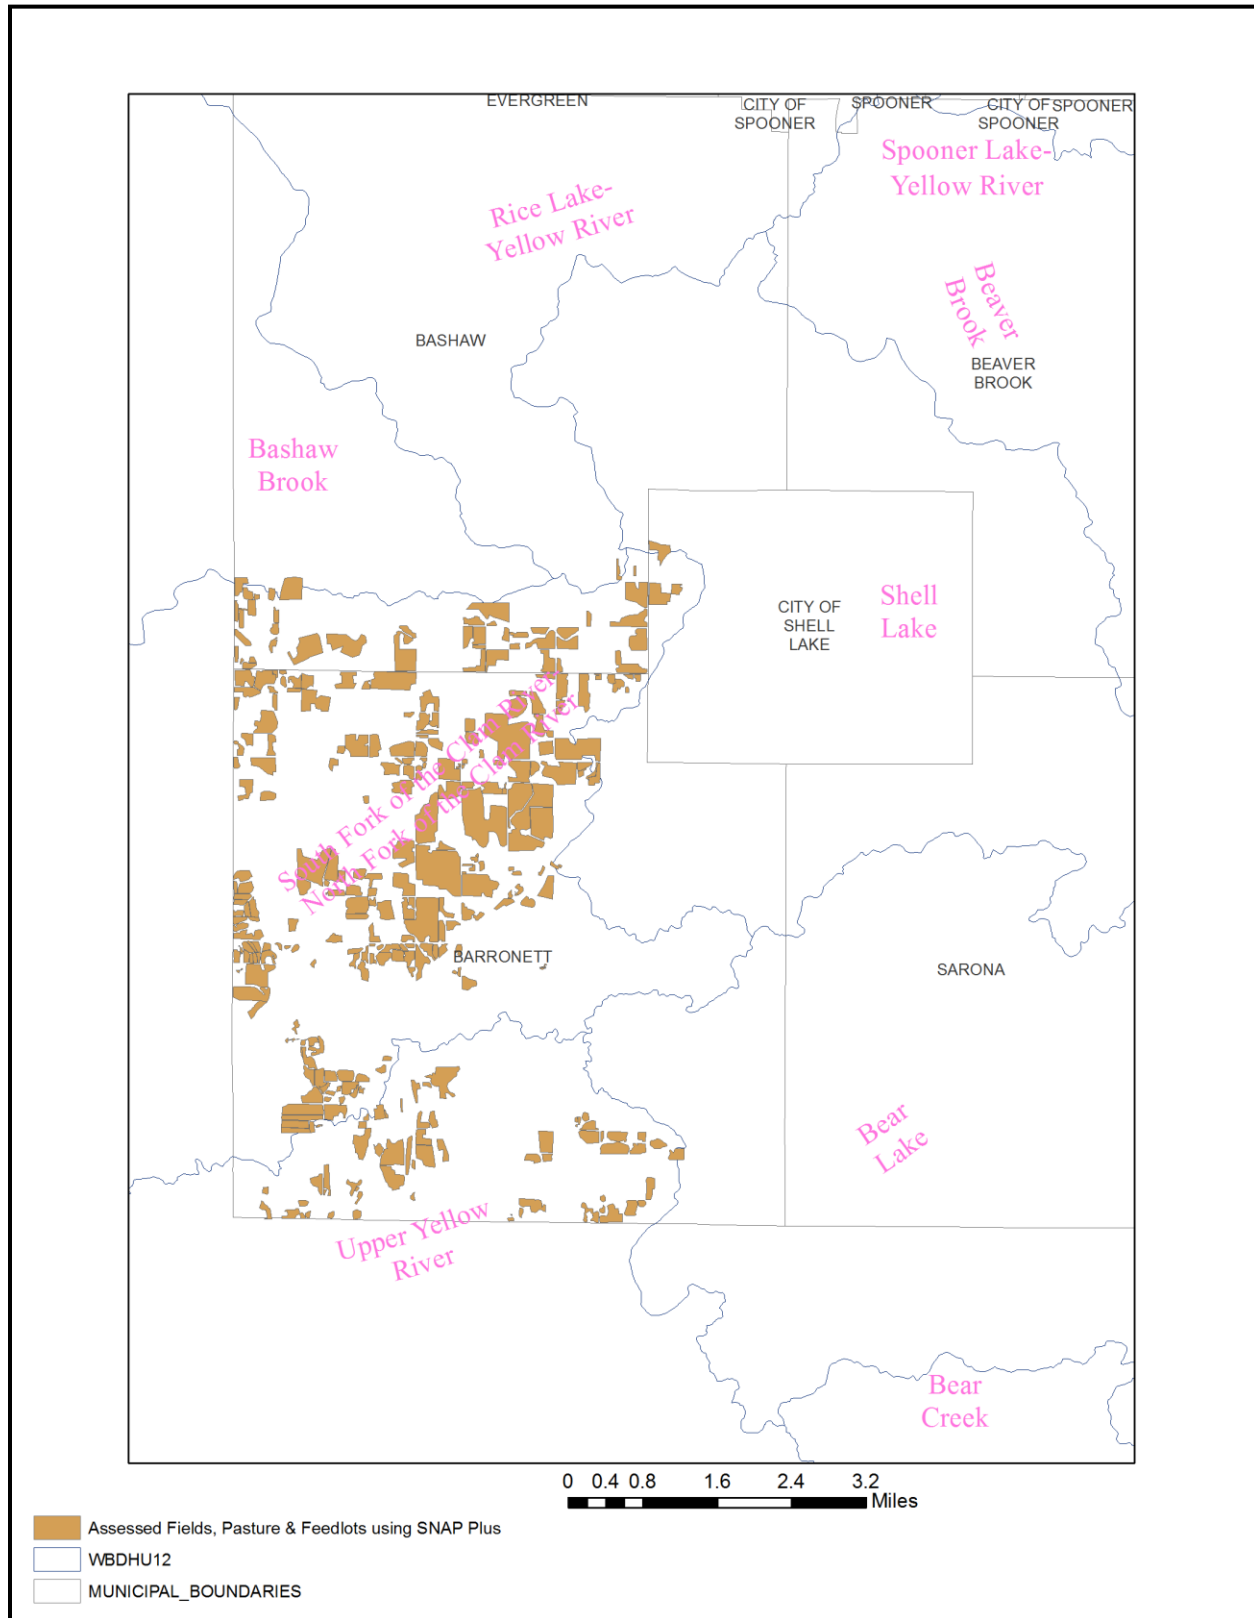 EVERGREEN
CITY OF
SPOONER
SPOONER
CITY OF
SPOONER
SPOONER
Spooner Lake-
Yellow River
Rice Lake-
Yellow River
Beaver
Brook
BASHAW
BEAVER
BROOK
Bashaw
Brook
CITY OF
SHELL
LAKE
Shell
Lake
South Fork of the Clam River
North Fork of the Clam River
BARRONETT
SARONA
Bear
Lake
Upper Yellow
River
Bear
Creek
0 0.4 0.8 1.6 2.4 3.2
Miles
Assessed Fields, Pasture & Feedlots using SNAP Plus
WBDHU12
MUNICIPAL_BOUNDARIES